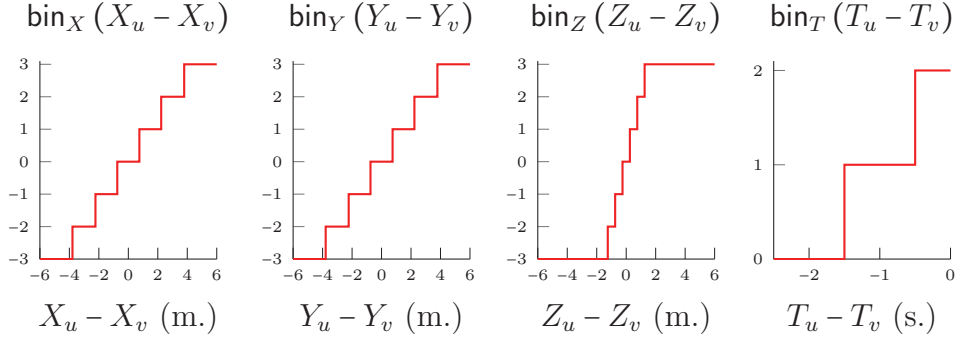 bin_X (X_u − X_v) bin_Y (Y_u − Y_v) bin_Z (Z_u − Z_v) bin_T (T_u − T_v)
3 3 3 2
2 2 2
1 1 1
0 0 0 1
−1 −1 −1
−2 −2 −2
−3 −3 −3 0
−6 −4 −2 0 2 4 6 −6 −4 −2 0 2 4 6 −6 −4 −2 0 2 4 6 −2 −1 0
X_u − X_v (m.) Y_u − Y_v (m.) Z_u − Z_v (m.) T_u − T_v (s.)